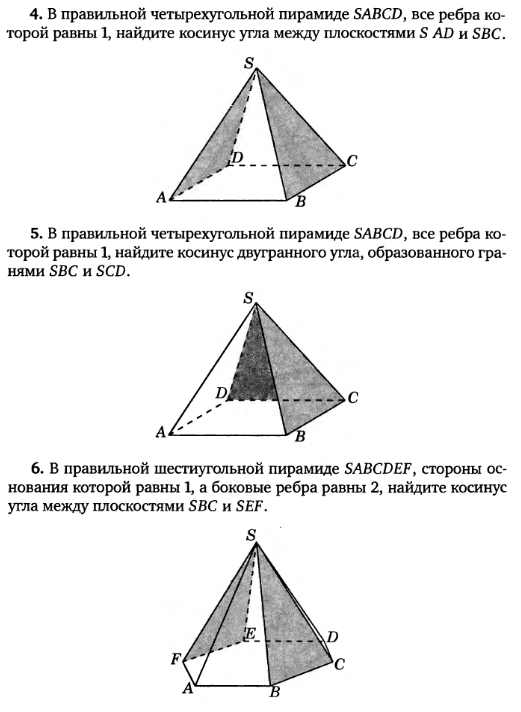 4. В правильной четырехугольной пирамиде SABCD, все ребра ко-
торой равны 1, найдите косинус угла между плоскостями S AD и SBC.
S
D
C
A
B
5. В правильной четырехугольной пирамиде SABCD, все ребра ко-
торой равны 1, найдите косинус двугранного угла, образованного гра-
нями SBC и SCD.
S
D
C
A
B
6. В правильной шестиугольной пирамиде SABCDEF, стороны ос-
нования которой равны 1, а боковые ребра равны 2, найдите косинус
угла между плоскостями SBC и SEF.
S
E
D
F
C
A
B